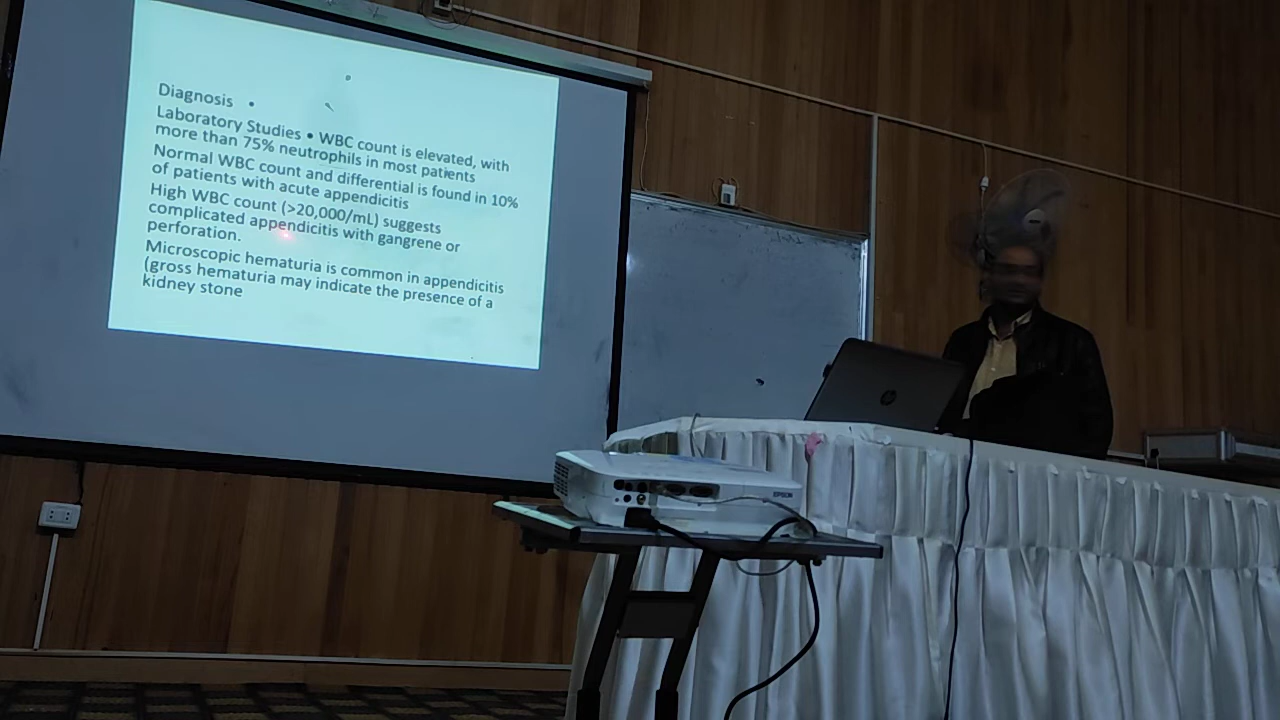 Diagnosis •
Laboratory Studies • WBC count is elevated, with
more than 75% neutrophils in most patients
Normal WBC count and differential is found in 10%
of patients with acute appendicitis
High WBC count (>20,000/mL) suggests
complicated appendicitis with gangrene or
perforation.
Microscopic hematuria is common in appendicitis
(gross hematuria may indicate the presence of a
kidney stone
hp
EPSON